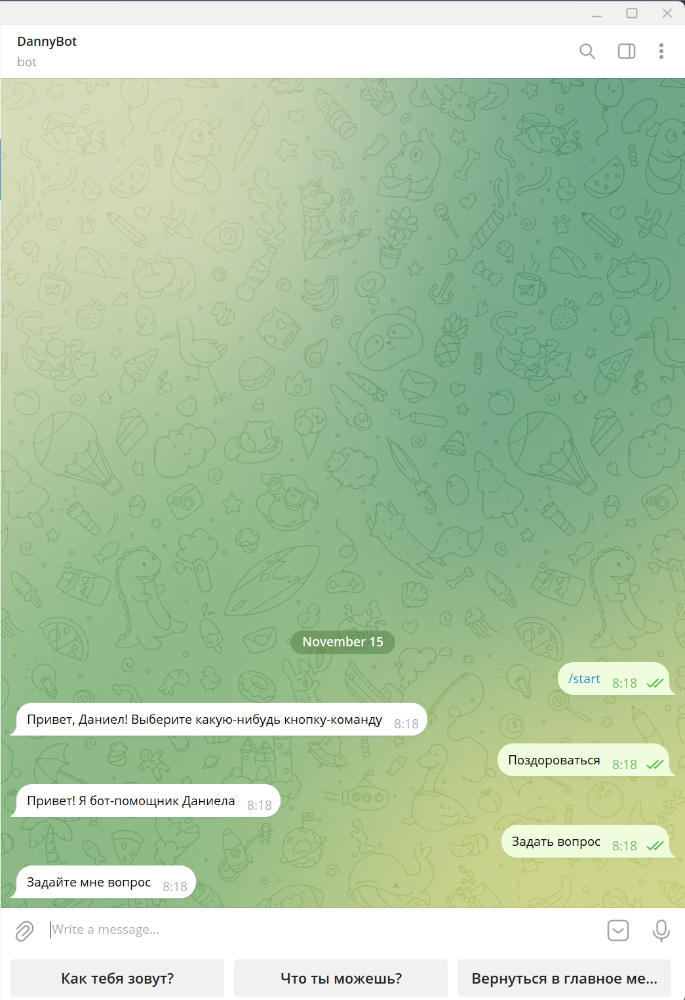 DannyBot
bot
November 15
/start 8:18
Привет, Даниел! Выберите какую-нибудь кнопку-команду 8:18
Поздороваться 8:18
Привет! Я бот-помощник Даниела 8:18
Задать вопрос 8:18
Задайте мне вопрос 8:18
Write a message...
Как тебя зовут?
Что ты можешь?
Вернуться в главное ме...